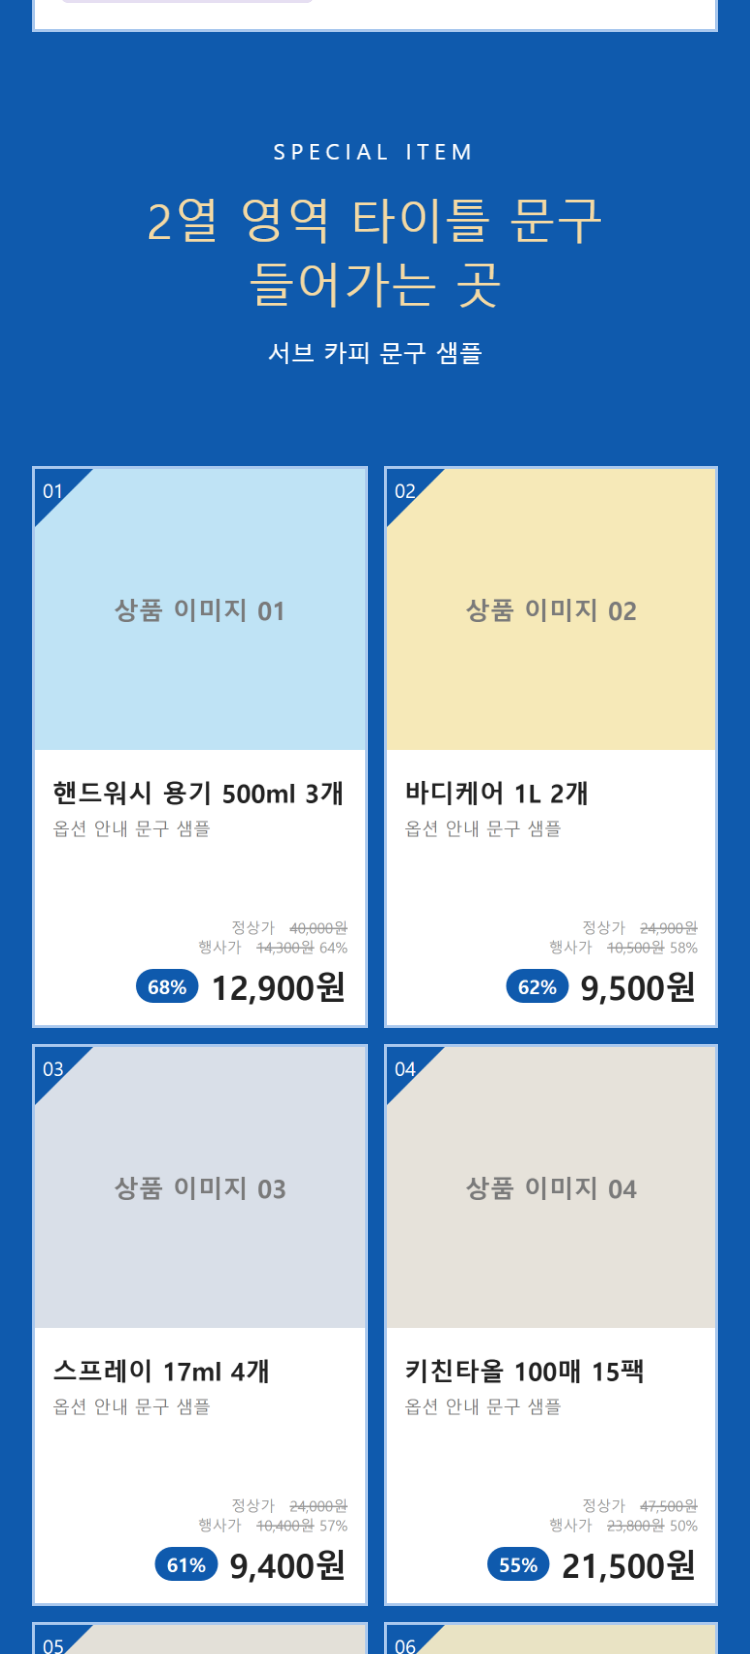 SPECIAL ITEM
2열 영역 타이틀 문구
들어가는 곳
서브 카피 문구 샘플
01
상품 이미지 01
핸드워시 용기 500ml 3개
옵션 안내 문구 샘플
정상가 40,000원
행사가 14,300원 64%
68% 12,900원
02
상품 이미지 02
바디케어 1L 2개
옵션 안내 문구 샘플
정상가 24,900원
행사가 10,500원 58%
62% 9,500원
03
상품 이미지 03
스프레이 17ml 4개
옵션 안내 문구 샘플
정상가 24,000원
행사가 10,400원 57%
61% 9,400원
04
상품 이미지 04
키친타올 100매 15팩
옵션 안내 문구 샘플
정상가 47,500원
행사가 23,800원 50%
55% 21,500원
05
06